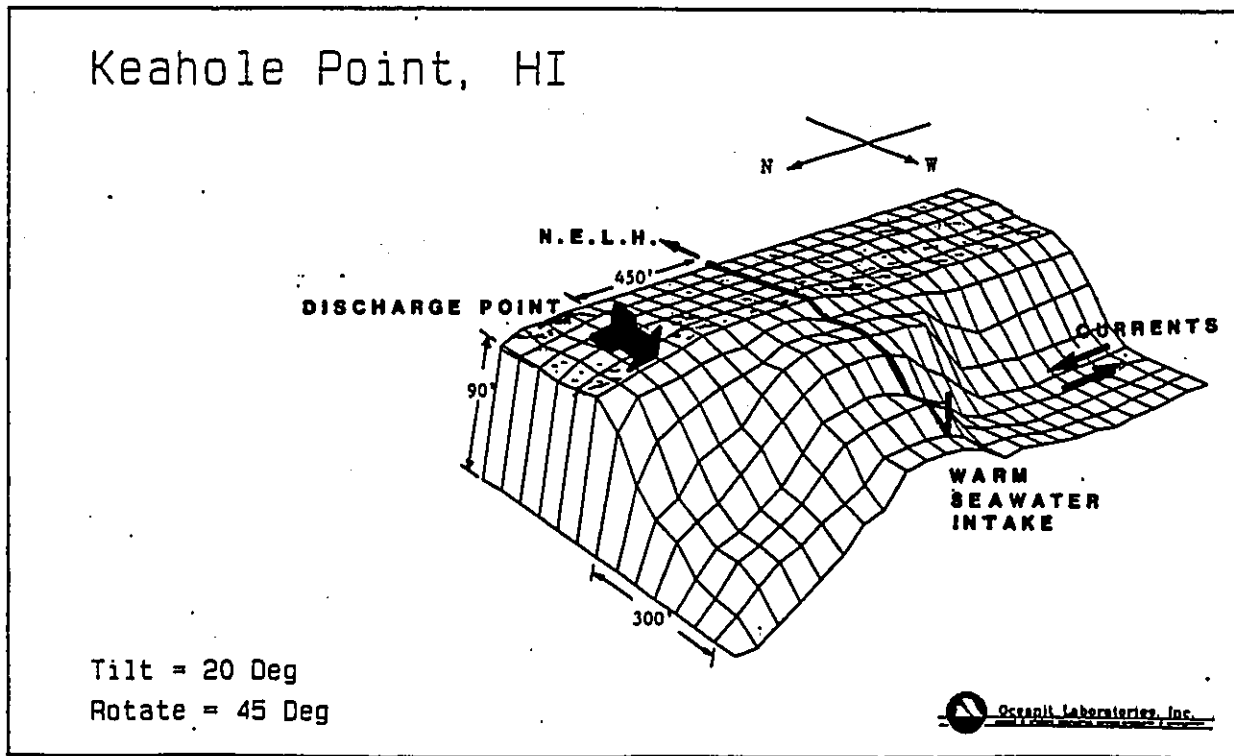 Keahole Point, HI
N
W
N.E.L.H.
450'
DISCHARGE POINT
CURRENTS
90'
WARM
SEAWATER
INTAKE
300'
Tilt = 20 Deg
Rotate = 45 Deg
Oceanit Laboratories, Inc.